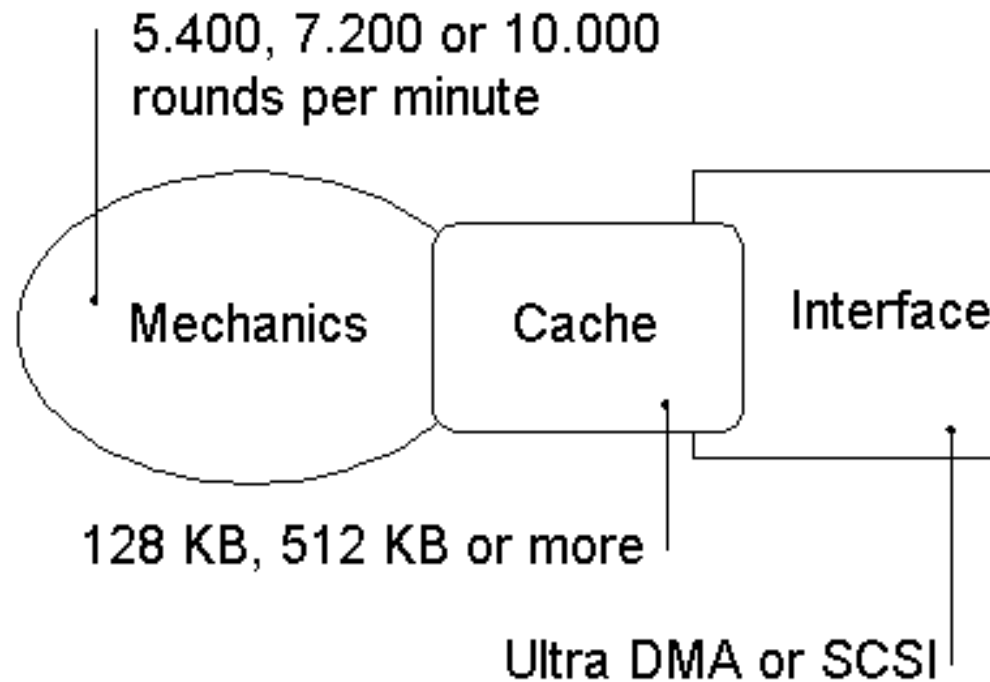 5.400, 7.200 or 10.000
rounds per minute
Mechanics
Cache
Interface
128 KB, 512 KB or more
Ultra DMA or SCSI